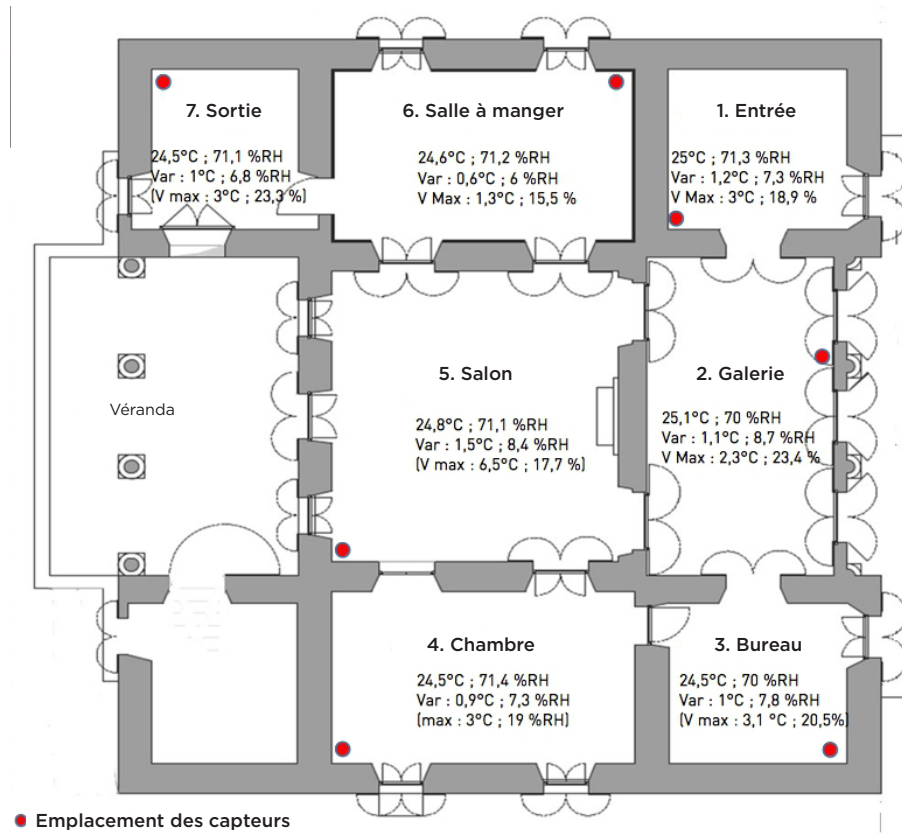 7. Sortie
24,5°C ; 71,1 %RH
Var : 1°C ; 6,8 %RH
(V max : 3°C ; 23,3 %)
6. Salle à manger
24,6°C ; 71,2 %RH
Var : 0,6°C ; 6 %RH
V Max : 1,3°C ; 15,5 %
1. Entrée
25°C ; 71,3 %RH
Var : 1,2°C ; 7,3 %RH
V Max : 3°C ; 18,9 %
Véranda
5. Salon
24,8°C ; 71,1 %RH
Var : 1,5°C ; 8,4 %RH
(V max : 6,5°C ; 17,7 %)
2. Galerie
25,1°C ; 70 %RH
Var : 1,1°C ; 8,7 %RH
V Max : 2,3°C ; 23,4 %
4. Chambre
24,5°C ; 71,4 %RH
Var : 0,9°C ; 7,3 %RH
(max : 3°C ; 19 %RH)
3. Bureau
24,5°C ; 70 %RH
Var : 1°C ; 7,8 %RH
(V max : 3,1 °C ; 20,5%)
Emplacement des capteurs